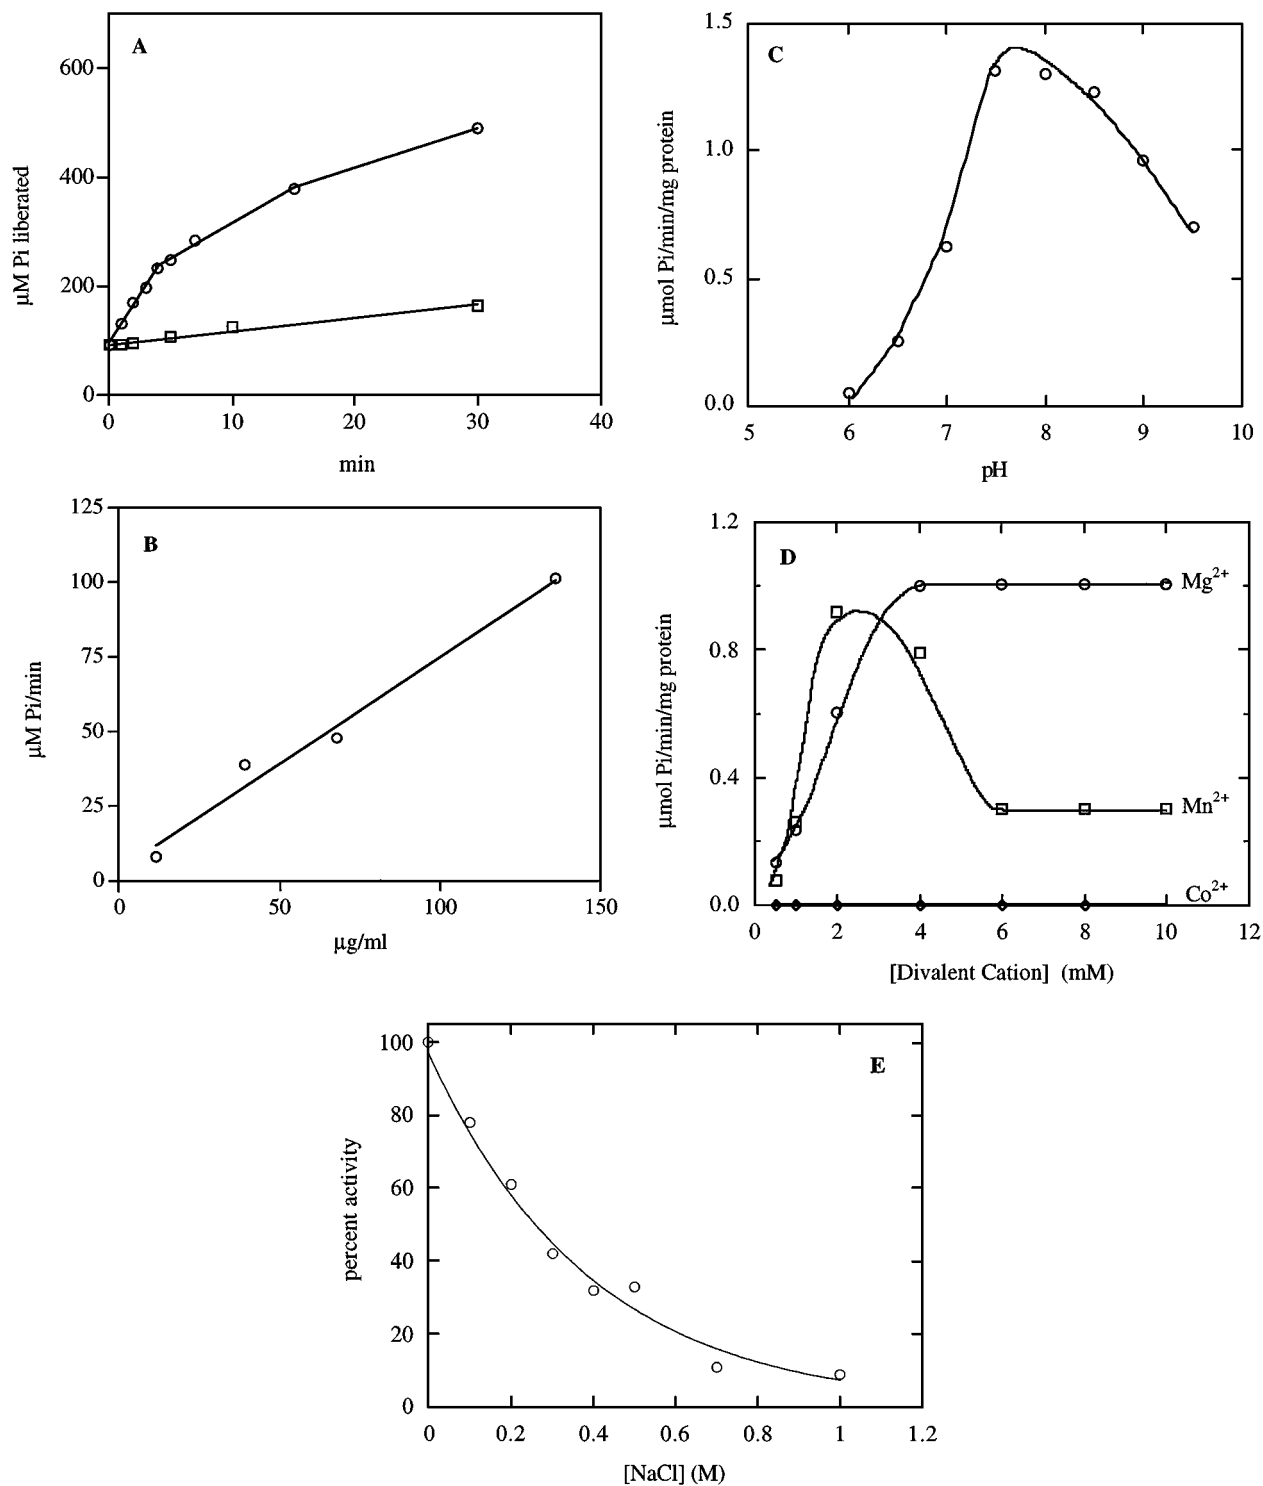 A
600
400
200
0
0 10 20 30 40
μM Pi liberated
min
C
1.5
1.0
0.5
0.0
5 6 7 8 9 10
μmol Pi/min/mg protein
pH
B
125
100
75
50
25
0
0 50 100 150
μM Pi/min
μg/ml
D
1.2
0.8
0.4
0.0
0 2 4 6 8 10 12
μmol Pi/min/mg protein
Mg2+
Mn2+
Co2+
[Divalent Cation] (mM)
E
100
80
60
40
20
0
0 0.2 0.4 0.6 0.8 1 1.2
percent activity
[NaCl] (M)